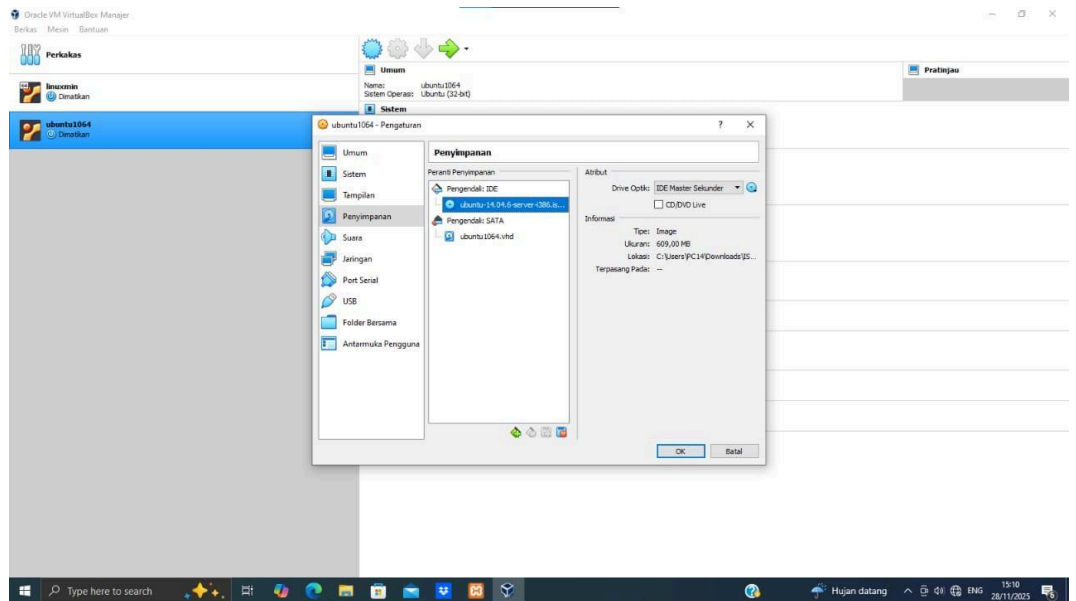 Oracle VM VirtualBox Manajer
Berkas Mesin Bantuan
Perkakas
linuxmin
Dimatikan
ubuntu1064
Dimatikan
Umum
Nama: ubuntu1064
Sistem Operasi: Ubuntu (32-bit)
Sistem
Pratinjau
ubuntu1064 - Pengaturan
Umum
Sistem
Tampilan
Penyimpanan
Suara
Jaringan
Port Serial
USB
Folder Bersama
Antarmuka Pengguna
Penyimpanan
Peranti Penyimpanan
Pengendali: IDE
ubuntu-14.04.6-server-i386.is...
Pengendali: SATA
ubuntu1064.vhd
Atribut
Drive Optik: IDE Master Sekunder
CD/DVD Live
Informasi
Tipe: Image
Ukuran: 609,00 MB
Lokasi: C:\Users\PC14\Downloads\IS...
Terpasang Pada: --
OK Batal
Type here to search
Hujan datang
ENG
15:10
28/11/2025